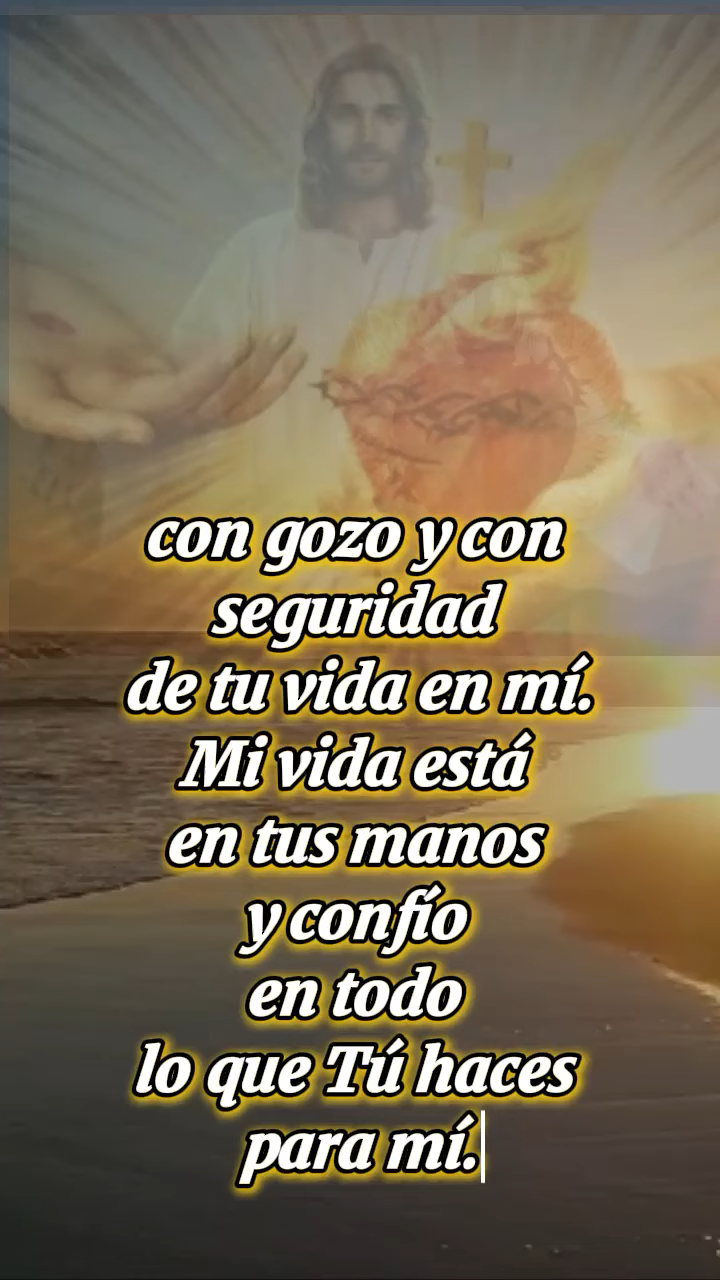 con gozo y con
seguridad
de tu vida en mí.
Mi vida está
en tus manos
y confío
en todo
lo que Tú haces
para mí.